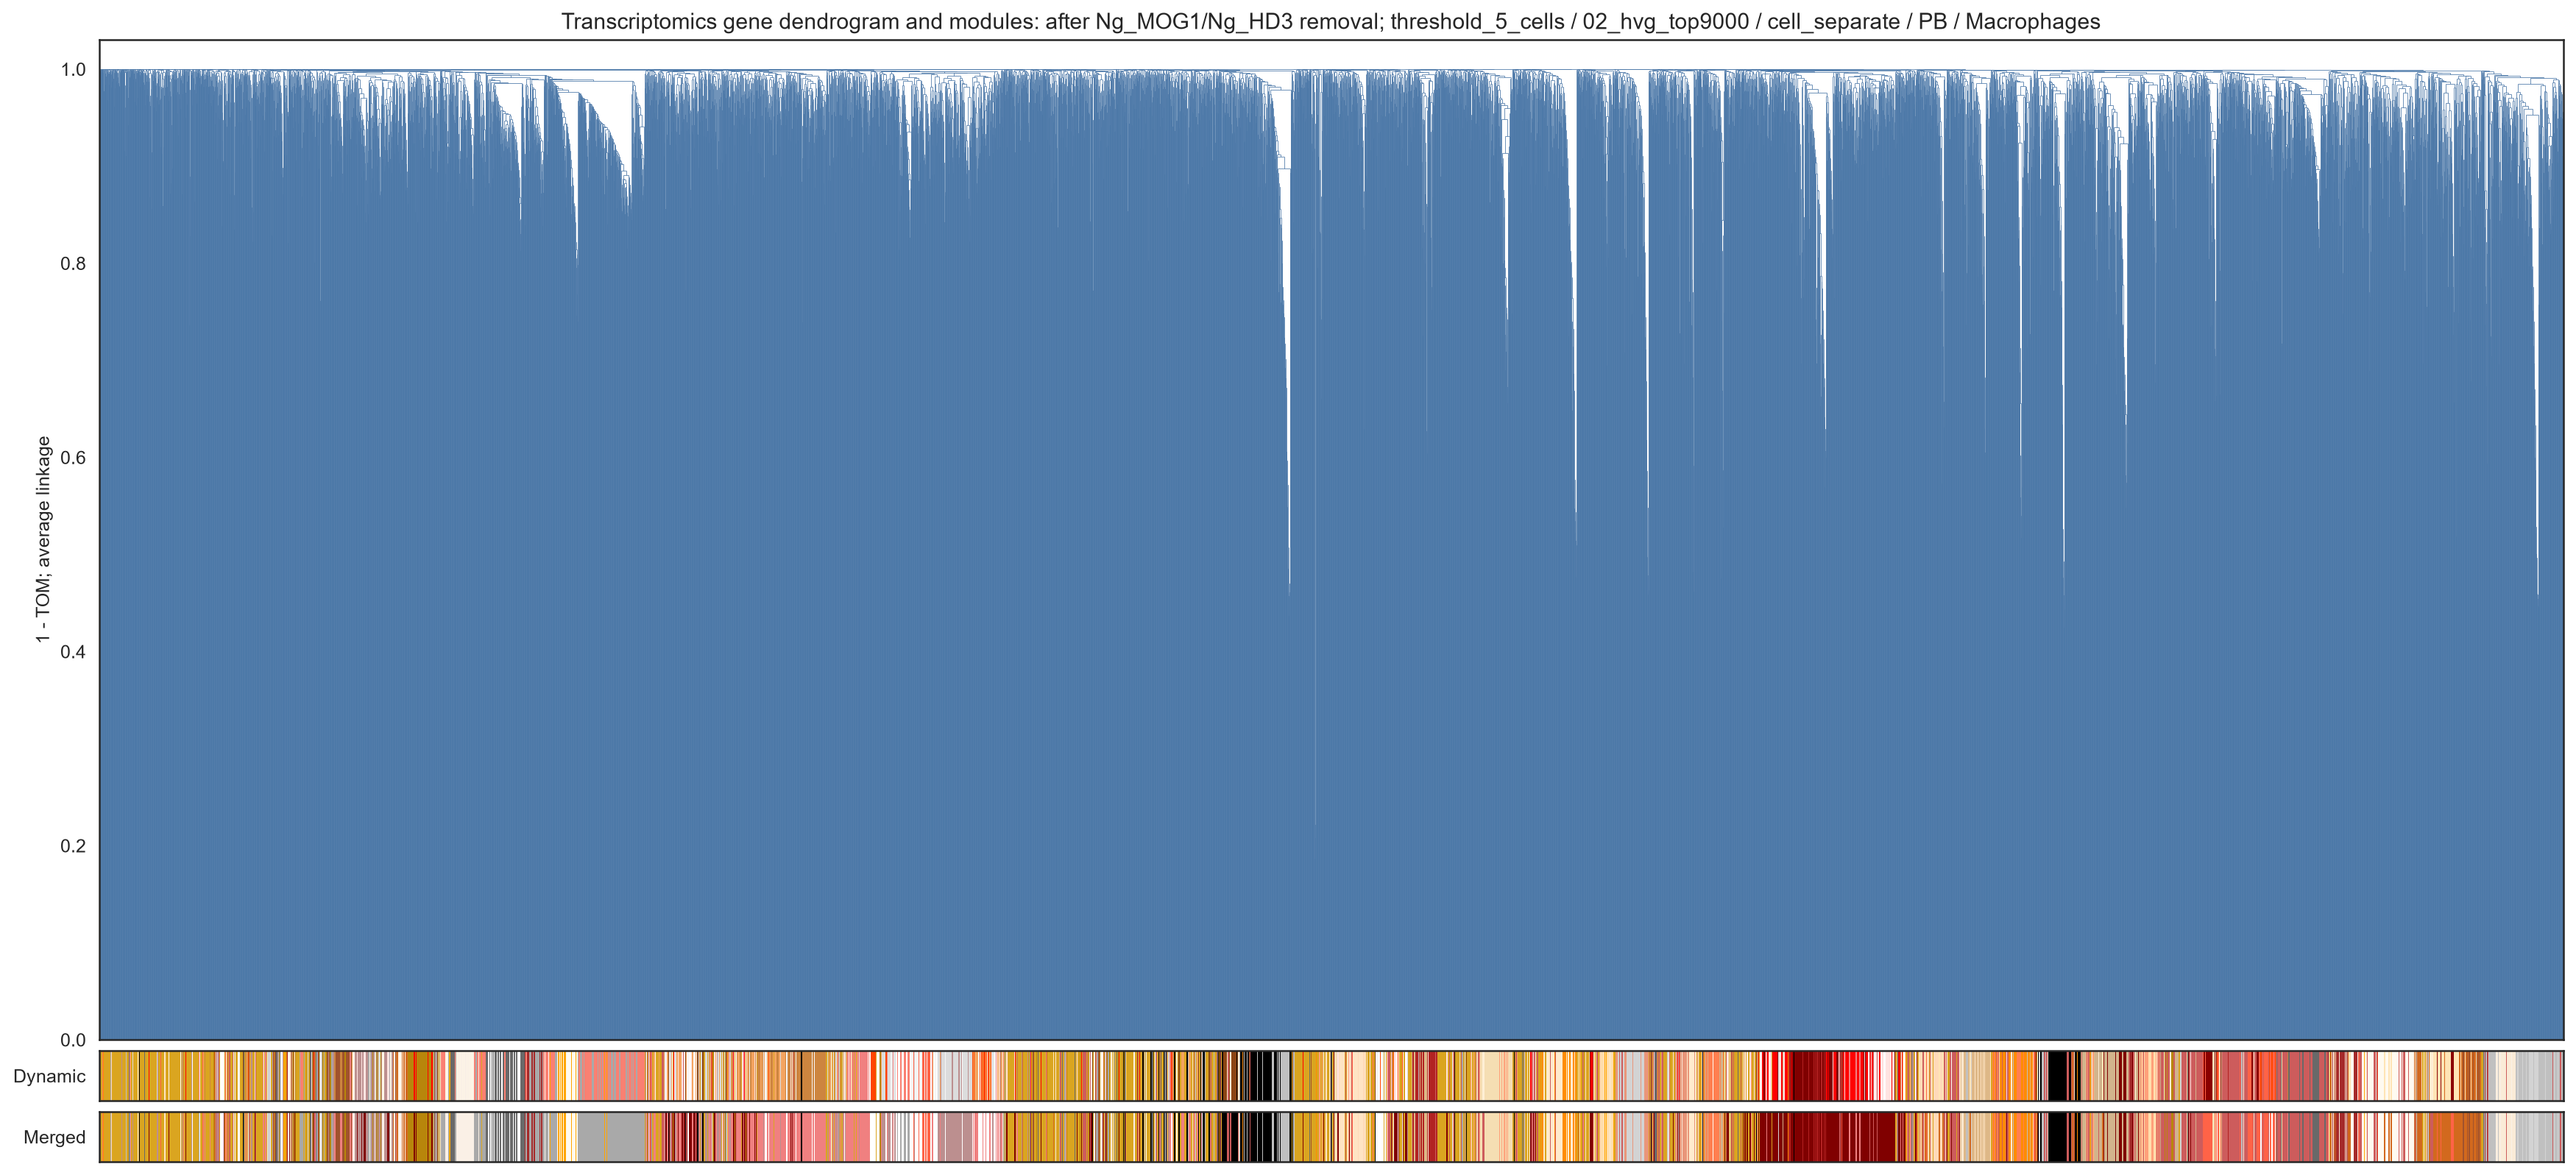 Transcriptomics gene dendrogram and modules: after Ng_MOG1/Ng_HD3 removal; threshold_5_cells / 02_hvg_top9000 / cell_separate / PB / Macrophages
1 - TOM; average linkage
1.0
0.8
0.6
0.4
0.2
0.0
Dynamic
Merged